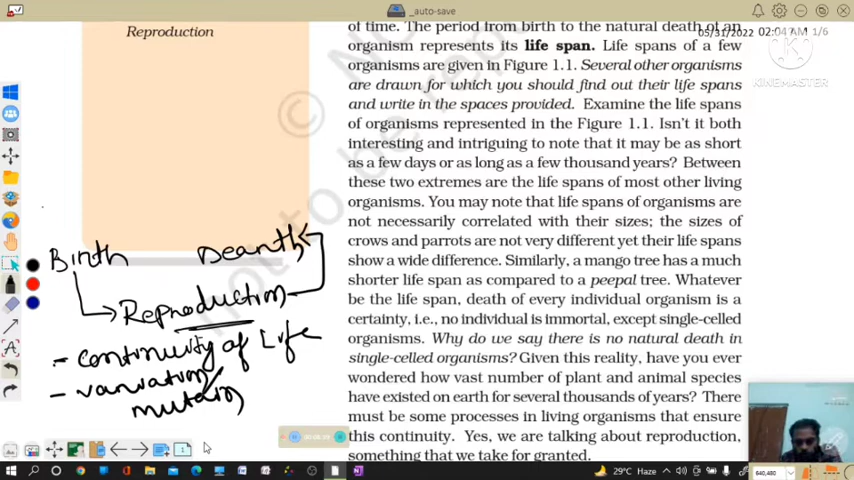 _auto-save
of time. The period from birth to the natural death of an
Reproduction
05/31/2022 02:04 AM 1/6
organism represents its life span. Life spans of a few
organisms are given in Figure 1.1. Several other organisms
KINEMASTER
are drawn for which you should find out their life spans
and write in the spaces provided. Examine the life spans
of organisms represented in the Figure 1.1. Isn't it both
interesting and intriguing to note that it may be as short
as a few days or as long as a few thousand years? Between
these two extremes are the life spans of most other living
organisms. You may note that life spans of organisms are
not necessarily correlated with their sizes; the sizes of
crows and parrots are not very different yet their life spans
show a wide difference. Similarly, a mango tree has a much
shorter life span as compared to a peepal tree. Whatever
be the life span, death of every individual organism is a
certainty, i.e., no individual is immortal, except single-celled
organisms. Why do we say there is no natural death in
single-celled organisms? Given this reality, have you ever
wondered how vast number of plant and animal species
have existed on earth for several thousands of years? There
must be some processes in living organisms that ensure
this continuity. Yes, we are talking about reproduction,
something that we take for granted.
Birth Deanth
Reproduction
- continuity of Life
- variation/
© N
not to be rep
29°C Haze
640,480